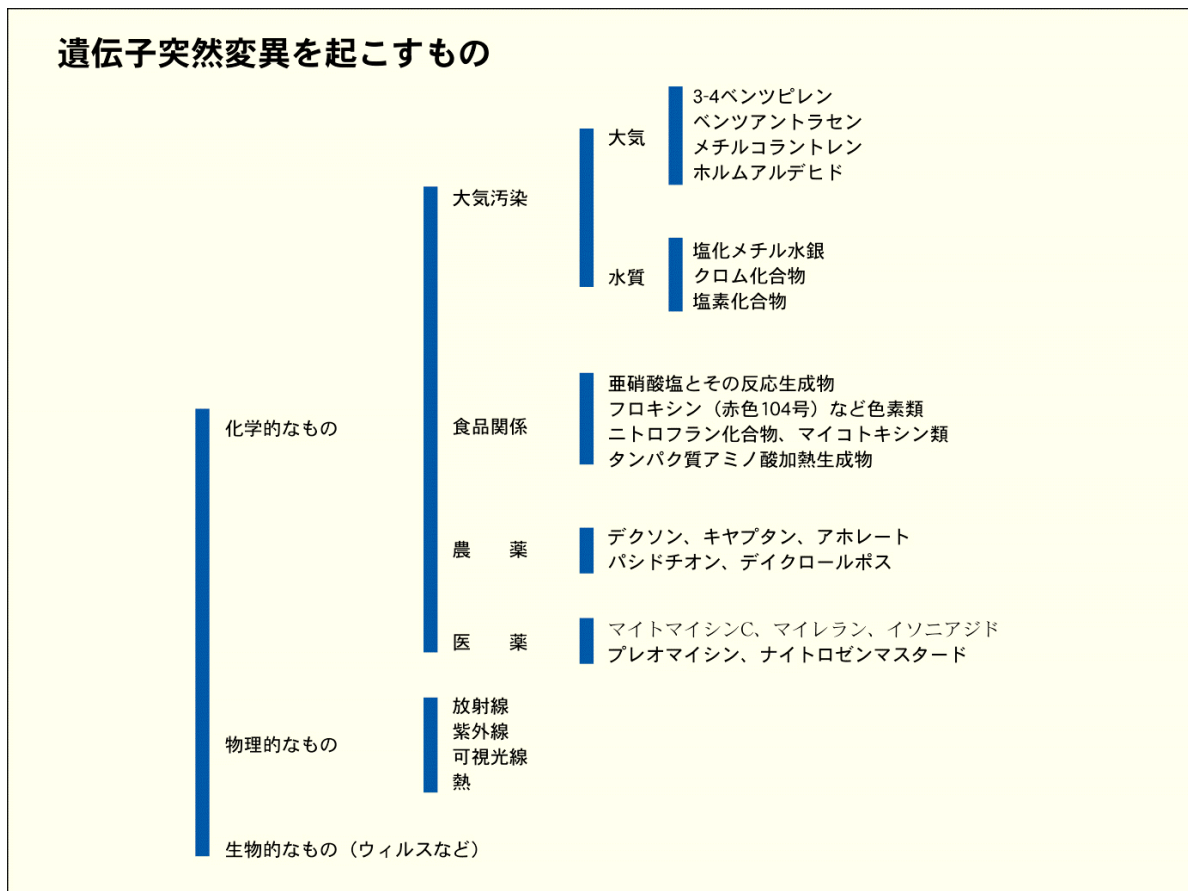 遺伝子突然変異を起こすもの
化学的なもの
大気汚染
大気
3-4ベンツピレン
ベンツアントラセン
メチルコラントレン
ホルムアルデヒド
水質
塩化メチル水銀
クロム化合物
塩素化合物
食品関係
亜硝酸塩とその反応生成物
フロキシン（赤色104号）など色素類
ニトロフラン化合物、マイコトキシン類
タンパク質アミノ酸加熱生成物
農　　薬
デクソン、キヤプタン、アホレート
パシドチオン、デイクロールポス
医　　薬
マイトマイシンC、マイレラン、イソニアジド
プレオマイシン、ナイトロゼンマスタード
物理的なもの
放射線
紫外線
可視光線
熱
生物的なもの（ウィルスなど）